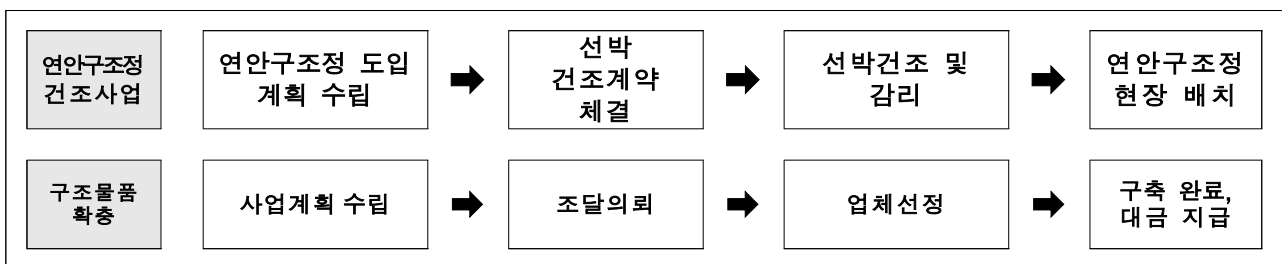 연안구조정
건조사업
연안구조정 도입
계획 수립
선박
건조계약
체결
선박건조 및
감리
연안구조정
현장 배치
구조물품
확충
사업계획 수립
조달의뢰
업체선정
구축 완료,
대금 지급